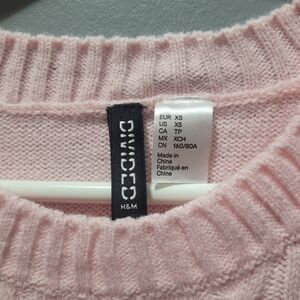 DIVIDED
H&M
EUR XS
US XS
CA TP
MX XCH
CN 160/80A
Made in
China
Fabriqué en
Chine